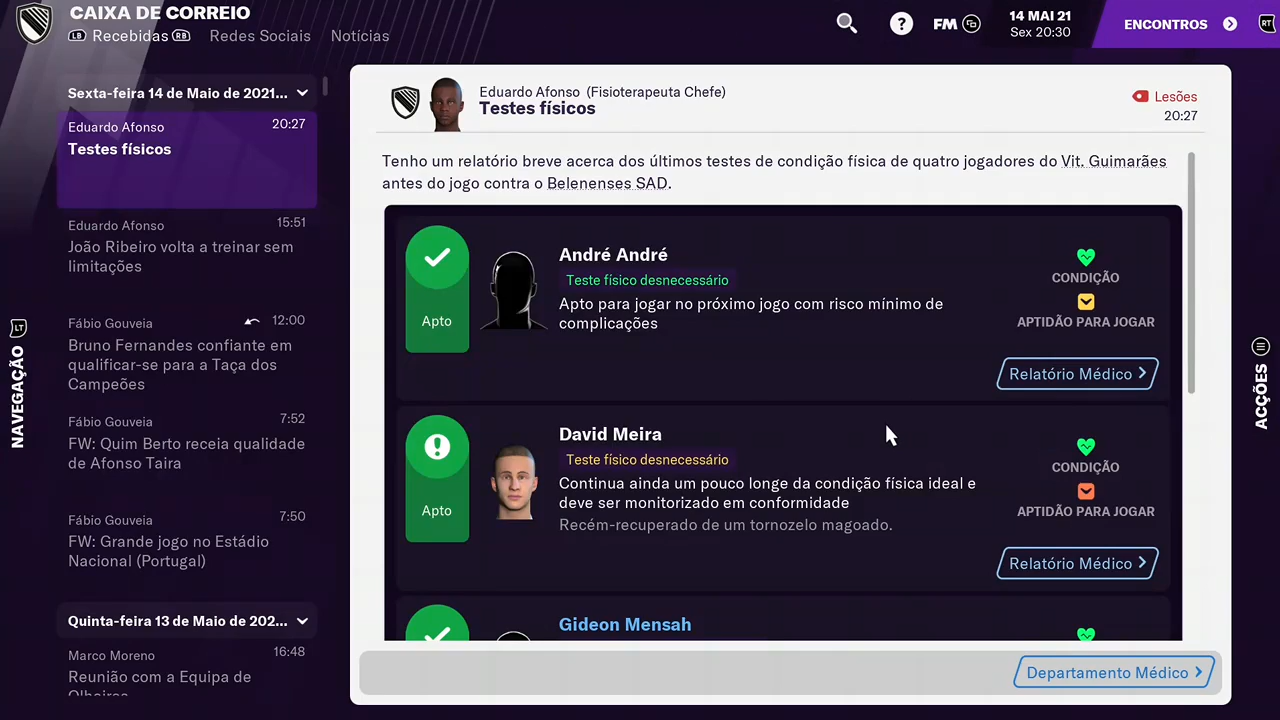 CAIXA DE CORREIO
LB Recebidas RB Redes Sociais Notícias
? FM
14 MAI 21
Sex 20:30
ENCONTROS RT
LT NAVEGAÇÃO
Sexta-feira 14 de Maio de 2021...
Eduardo Afonso 20:27
Testes físicos
Eduardo Afonso 15:51
João Ribeiro volta a treinar sem
limitações
Fábio Gouveia 12:00
Bruno Fernandes confiante em
qualificar-se para a Taça dos
Campeões
Fábio Gouveia 7:52
FW: Quim Berto receia qualidade
de Afonso Taira
Fábio Gouveia 7:50
FW: Grande jogo no Estádio
Nacional (Portugal)
Quinta-feira 13 de Maio de 202...
Marco Moreno 16:48
Reunião com a Equipa de
Olheiros
Eduardo Afonso (Fisioterapeuta Chefe)
Testes físicos
Lesões
20:27
Tenho um relatório breve acerca dos últimos testes de condição física de quatro jogadores do Vit. Guimarães
antes do jogo contra o Belenenses SAD.
Apto
André André
Teste físico desnecessário
Apto para jogar no próximo jogo com risco mínimo de
complicações
CONDIÇÃO
APTIDÃO PARA JOGAR
Relatório Médico
Apto
David Meira
Teste físico desnecessário
Continua ainda um pouco longe da condição física ideal e
deve ser monitorizado em conformidade
Recém-recuperado de um tornozelo magoado.
CONDIÇÃO
APTIDÃO PARA JOGAR
Relatório Médico
Gideon Mensah
Departamento Médico
ACÇÕES